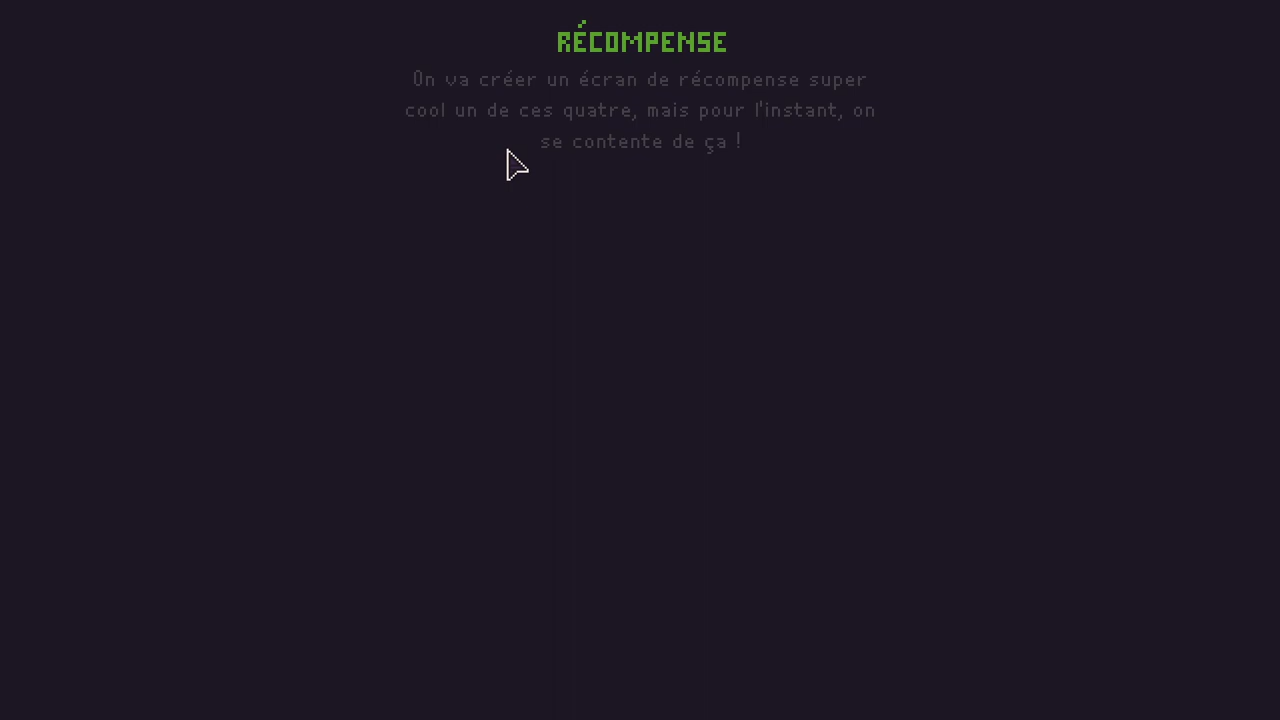 RÉCOMPENSE
On va créer un écran de récompense super
cool un de ces quatre, mais pour l'instant, on
se contente de ça !